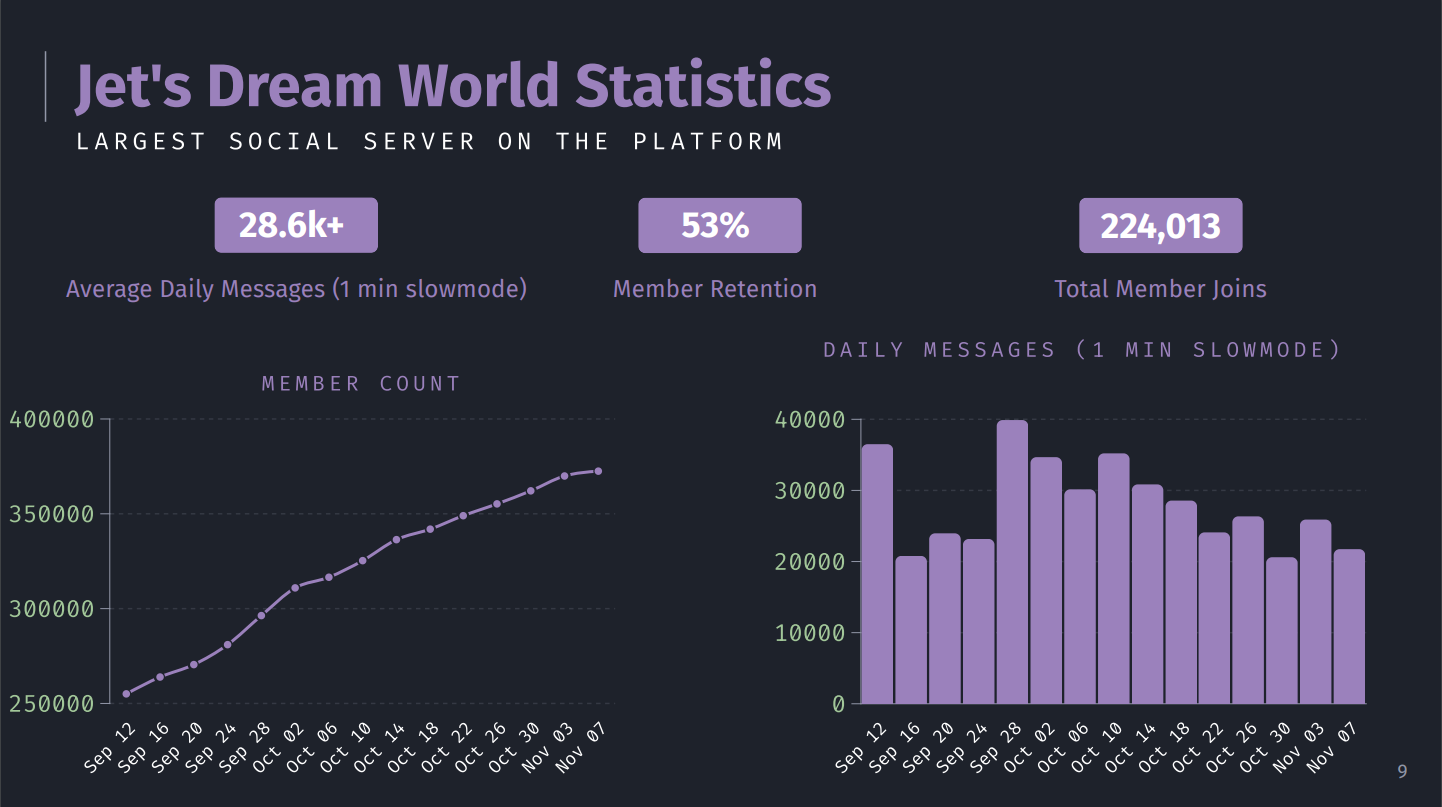 Jet's Dream World Statistics
LARGEST SOCIAL SERVER ON THE PLATFORM
28.6k+
53%
224,013
Average Daily Messages (1 min slowmode)
Member Retention
Total Member Joins
MEMBER COUNT
400000
350000
300000
250000
Sep 12
Sep 16
Sep 20
Sep 24
Sep 28
Oct 02
Oct 06
Oct 10
Oct 14
Oct 18
Oct 22
Oct 26
Oct 30
Nov 03
Nov 07
DAILY MESSAGES (1 MIN SLOWMODE)
40000
30000
20000
10000
0
Sep 12
Sep 16
Sep 20
Sep 24
Sep 28
Oct 02
Oct 06
Oct 10
Oct 14
Oct 18
Oct 22
Oct 26
Oct 30
Nov 03
Nov 07
9